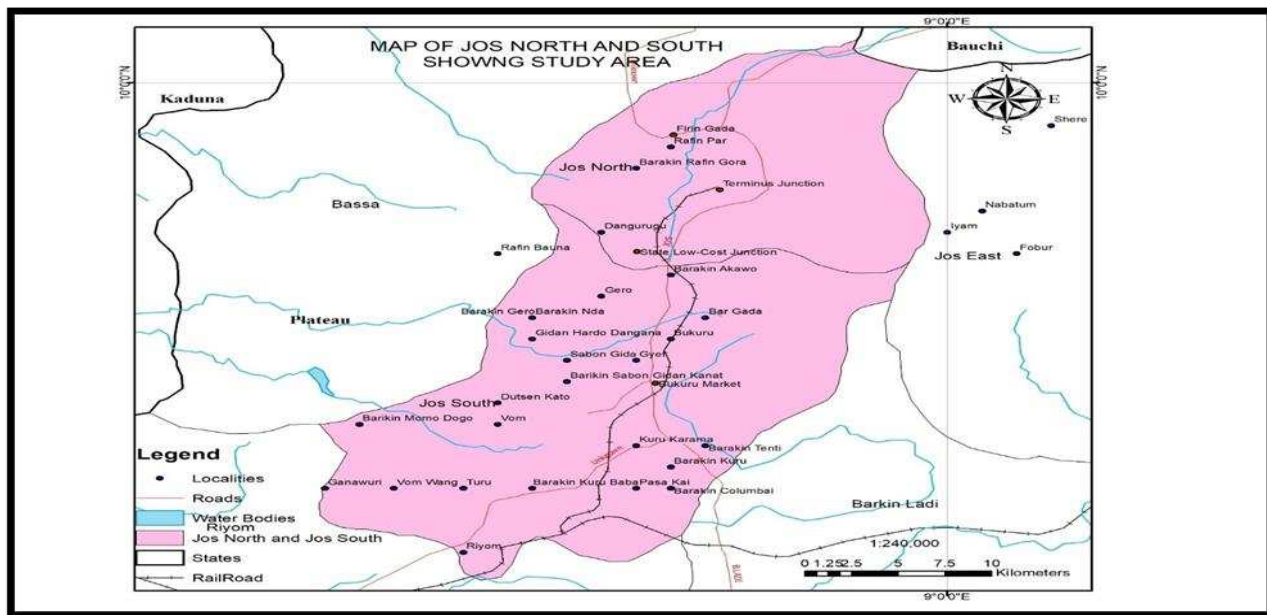 9°0'0"E
MAP OF JOS NORTH AND SOUTH
SHOWNG STUDY AREA
Bauchi
10°0'0"N
10°0'0"N
Kaduna
N
W
E
S
Shere
Firin Gada
Rafin Par
Jos North
Barakin Rafin Gora
Terminus Junction
Bassa
Nabatum
Dangurugu
Iyam
Rafin Bauna
State Low-Cost Junction
Jos East
Fobur
Barakin Akawo
Gero
Barakin Gero
Barakin Nda
Bar Gada
Plateau
Gidan Hardo Dangana
Bukuru
Sabon Gida
Gyel
Barikin Sabon Gidan Kanat
Bukuru Market
Dutsen Kato
Jos South
Barikin Momo Dogo
Vom
Kuru Karama
Barakin Tenti
Unknown
Barakin Kuru
Legend
Localities
Roads
Water Bodies
Riyom
Jos North and Jos South
States
RailRoad
Ganawuri
Vom Wang
Turu
Barakin Kuru Baba
Pasa Kai
Barakin Columbai
Barkin Ladi
Riyom
1:240,000
0 1.25 2.5 5 7.5 10
Kilometers
9°0'0"E